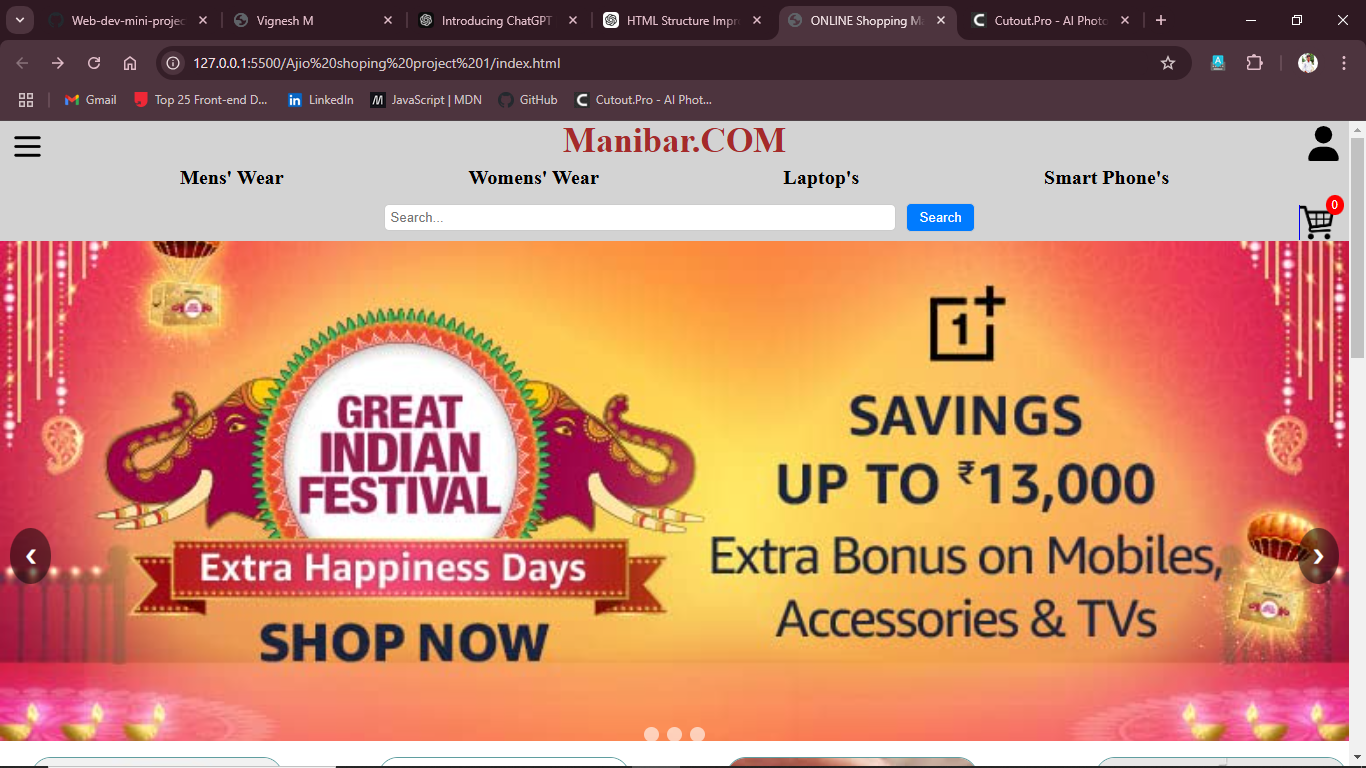 Web-dev-mini-projec
Vignesh M
Introducing ChatGPT
HTML Structure Impr
ONLINE Shopping Ma
Cutout.Pro - AI Photo
127.0.0.1:5500/Ajio%20shoping%20project%201/index.html
Gmail
Top 25 Front-end D...
LinkedIn
M
JavaScript | MDN
GitHub
Cutout.Pro - AI Phot...
Manibar.COM
Mens' Wear
Womens' Wear
Laptop's
Smart Phone's
Search...
Search
0
GREAT
INDIAN
FESTIVAL
Extra Happiness Days
SHOP NOW
1+
SAVINGS
UP TO ₹13,000
Extra Bonus on Mobiles,
Accessories & TVs